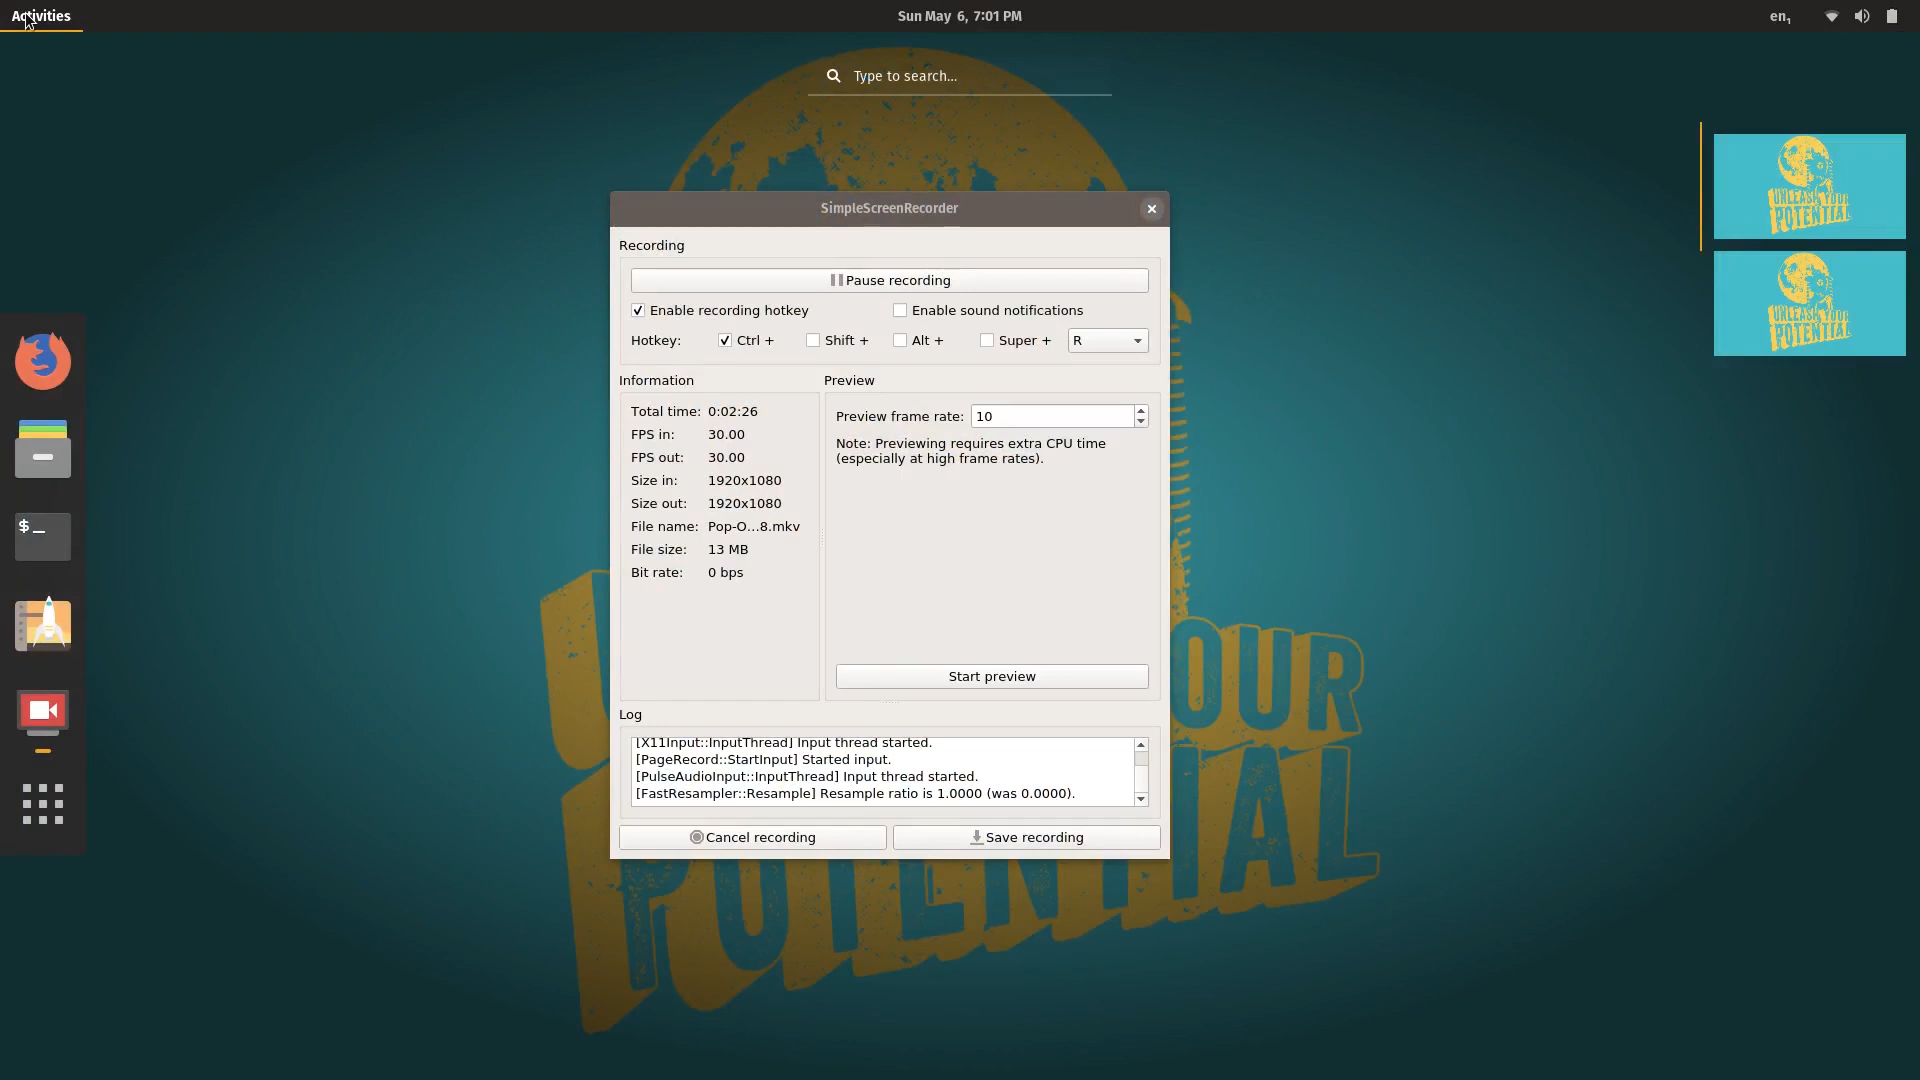 Activities
Sun May 6, 7:01 PM
en₁
Type to search...
SimpleScreenRecorder
Recording
Pause recording
Enable recording hotkey
Enable sound notifications
Hotkey: Ctrl + Shift + Alt + Super + R
Information
Total time: 0:02:26
FPS in: 30.00
FPS out: 30.00
Size in: 1920x1080
Size out: 1920x1080
File name: Pop-O...8.mkv
File size: 13 MB
Bit rate: 0 bps
Preview
Preview frame rate: 10
Note: Previewing requires extra CPU time
(especially at high frame rates).
Start preview
Log
[X11Input::InputThread] Input thread started.
[PageRecord::StartInput] Started input.
[PulseAudioInput::InputThread] Input thread started.
[FastResampler::Resample] Resample ratio is 1.0000 (was 0.0000).
Cancel recording
Save recording
$_
OUR
POTENTIAL
UNLEASH YOUR
POTENTIAL
UNLEASH YOUR
POTENTIAL